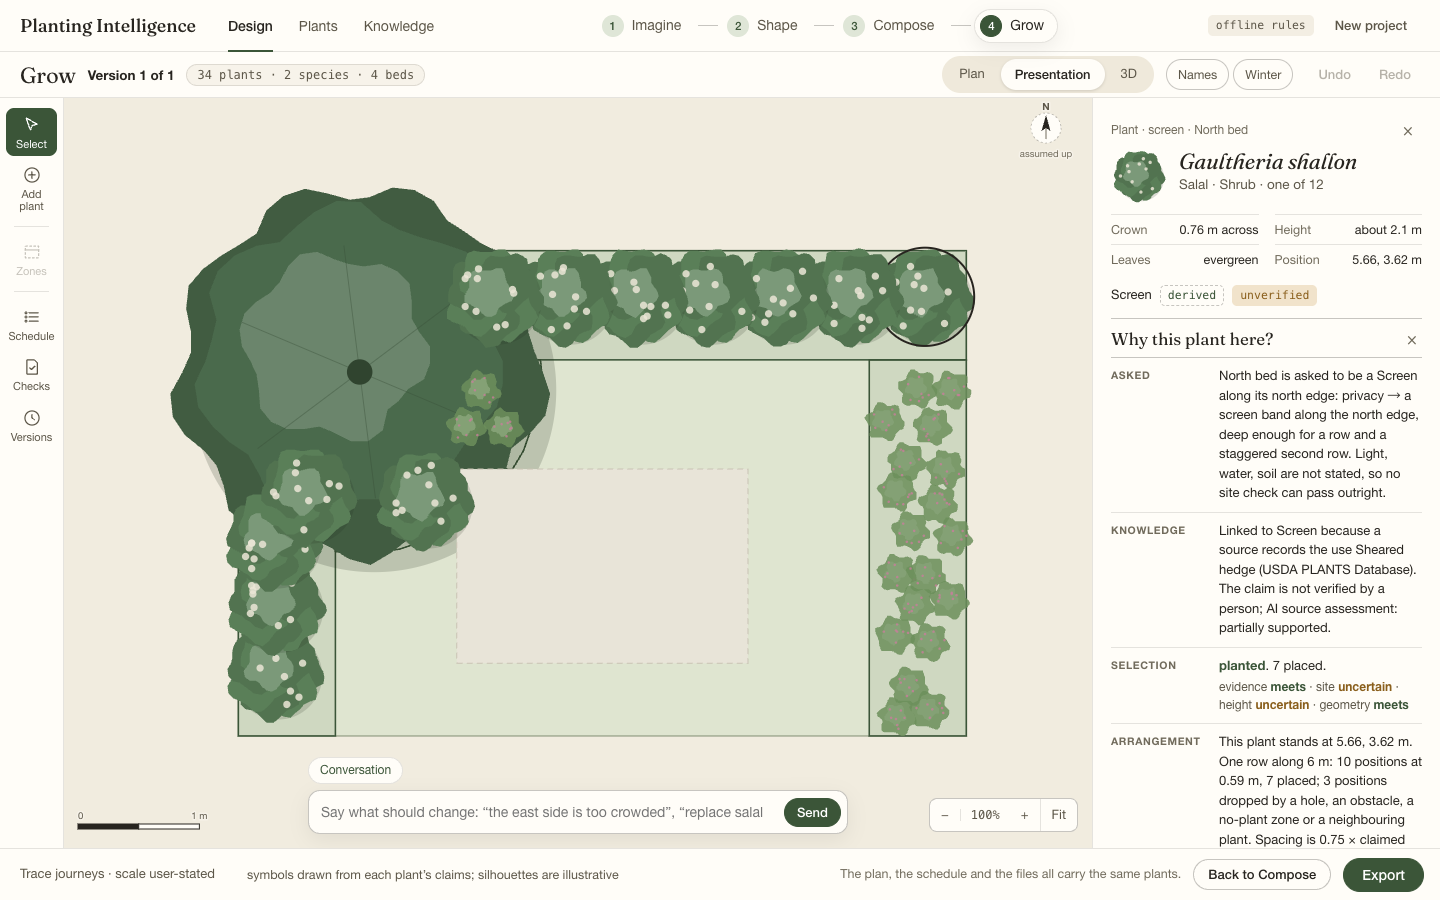 Planting Intelligence
Design
Plants
Knowledge
1 Imagine
2 Shape
3 Compose
4 Grow
offline rules
New project
Grow
Version 1 of 1
34 plants · 2 species · 4 beds
Plan
Presentation
3D
Names
Winter
Undo
Redo
Select
Add
plant
Zones
Schedule
Checks
Versions
N
assumed up
Plant · screen · North bed
Gaultheria shallon
Salal · Shrub · one of 12
Crown 0.76 m across
Height about 2.1 m
Leaves evergreen
Position 5.66, 3.62 m
Screen derived unverified
Why this plant here?
ASKED
North bed is asked to be a Screen
along its north edge: privacy → a
screen band along the north edge,
deep enough for a row and a
staggered second row. Light,
water, soil are not stated, so no
site check can pass outright.
KNOWLEDGE
Linked to Screen because a
source records the use Sheared
hedge (USDA PLANTS Database).
The claim is not verified by a
person; AI source assessment:
partially supported.
SELECTION
planted. 7 placed.
evidence meets · site uncertain ·
height uncertain · geometry meets
ARRANGEMENT
This plant stands at 5.66, 3.62 m.
One row along 6 m: 10 positions at
0.59 m, 7 placed; 3 positions
dropped by a hole, an obstacle, a
no-plant zone or a neighbouring
plant. Spacing is 0.75 × claimed
Conversation
Say what should change: “the east side is too crowded”, “replace salal
Send
0 1 m
− 100% + Fit
Trace journeys · scale user-stated
symbols drawn from each plant’s claims; silhouettes are illustrative
The plan, the schedule and the files all carry the same plants.
Back to Compose
Export